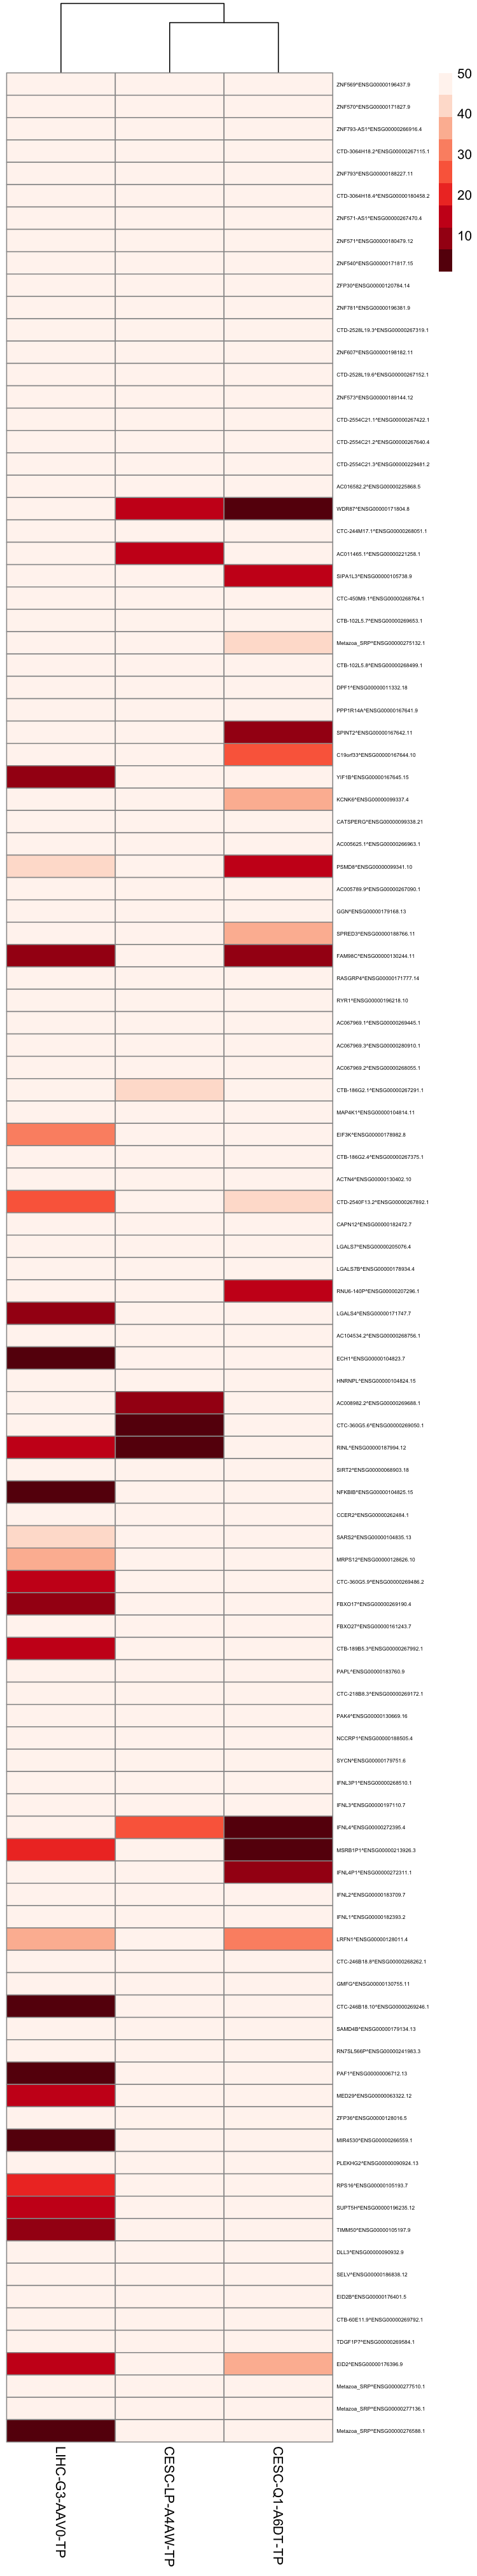 50
40
30
20
10
ZNF569^ENSG00000196437.9
ZNF570^ENSG00000171827.9
ZNF793-AS1^ENSG00000266916.4
CTD-3064H18.2^ENSG00000267115.1
ZNF793^ENSG00000188227.11
CTD-3064H18.4^ENSG00000180458.2
ZNF571-AS1^ENSG00000267470.4
ZNF571^ENSG00000180479.12
ZNF540^ENSG00000171817.15
ZFP30^ENSG00000120784.14
ZNF781^ENSG00000196381.9
CTD-2528L19.3^ENSG00000267319.1
ZNF607^ENSG00000198182.11
CTD-2528L19.6^ENSG00000267152.1
ZNF573^ENSG00000189144.12
CTD-2554C21.1^ENSG00000267422.1
CTD-2554C21.2^ENSG00000267640.4
CTD-2554C21.3^ENSG00000229481.2
AC016582.2^ENSG00000225868.5
WDR87^ENSG00000171804.8
CTC-244M17.1^ENSG00000268051.1
AC011465.1^ENSG00000221258.1
SIPA1L3^ENSG00000105738.9
CTC-450M9.1^ENSG00000268764.1
CTB-102L5.7^ENSG00000269653.1
Metazoa_SRP^ENSG00000275132.1
CTB-102L5.8^ENSG00000268499.1
DPF1^ENSG00000011332.18
PPP1R14A^ENSG00000167641.9
SPINT2^ENSG00000167642.11
C19orf33^ENSG00000167644.10
YIF1B^ENSG00000167645.15
KCNK6^ENSG00000099337.4
CATSPERG^ENSG00000099338.21
AC005625.1^ENSG00000266963.1
PSMD8^ENSG00000099341.10
AC005789.9^ENSG00000267090.1
GGN^ENSG00000179168.13
SPRED3^ENSG00000188766.11
FAM98C^ENSG00000130244.11
RASGRP4^ENSG00000171777.14
RYR1^ENSG00000196218.10
AC067969.1^ENSG00000269445.1
AC067969.3^ENSG00000280910.1
AC067969.2^ENSG00000268055.1
CTB-186G2.1^ENSG00000267291.1
MAP4K1^ENSG00000104814.11
EIF3K^ENSG00000178982.8
CTB-186G2.4^ENSG00000267375.1
ACTN4^ENSG00000130402.10
CTD-2540F13.2^ENSG00000267892.1
CAPN12^ENSG00000182472.7
LGALS7^ENSG00000205076.4
LGALS7B^ENSG00000178934.4
RNU6-140P^ENSG00000207296.1
LGALS4^ENSG00000171747.7
AC104534.2^ENSG00000268756.1
ECH1^ENSG00000104823.7
HNRNPL^ENSG00000104824.15
AC008982.2^ENSG00000269688.1
CTC-360G5.6^ENSG00000269050.1
RINL^ENSG00000187994.12
SIRT2^ENSG00000068903.18
NFKBIB^ENSG00000104825.15
CCER2^ENSG00000262484.1
SARS2^ENSG00000104835.13
MRPS12^ENSG00000128626.10
CTC-360G5.9^ENSG00000269486.2
FBXO17^ENSG00000269190.4
FBXO27^ENSG00000161243.7
CTB-189B5.3^ENSG00000267992.1
PAPL^ENSG00000183760.9
CTC-218B8.3^ENSG00000269172.1
PAK4^ENSG00000130669.16
NCCRP1^ENSG00000188505.4
SYCN^ENSG00000179751.6
IFNL3P1^ENSG00000268510.1
IFNL3^ENSG00000197110.7
IFNL4^ENSG00000272395.4
MSRB1P1^ENSG00000213926.3
IFNL4P1^ENSG00000272311.1
IFNL2^ENSG00000183709.7
IFNL1^ENSG00000182393.2
LRFN1^ENSG00000128011.4
CTC-246B18.8^ENSG00000268262.1
GMFG^ENSG00000130755.11
CTC-246B18.10^ENSG00000269246.1
SAMD4B^ENSG00000179134.13
RN7SL566P^ENSG00000241983.3
PAF1^ENSG00000006712.13
MED29^ENSG00000063322.12
ZFP36^ENSG00000128016.5
MIR4530^ENSG00000266559.1
PLEKHG2^ENSG00000090924.13
RPS16^ENSG00000105193.7
SUPT5H^ENSG00000196235.12
TIMM50^ENSG00000105197.9
DLL3^ENSG00000090932.9
SELV^ENSG00000186838.12
EID2B^ENSG00000176401.5
CTB-60E11.9^ENSG00000269792.1
TDGF1P7^ENSG00000269584.1
EID2^ENSG00000176396.9
Metazoa_SRP^ENSG00000277510.1
Metazoa_SRP^ENSG00000277136.1
Metazoa_SRP^ENSG00000276588.1
LIHC-G3-AAV0-TP
CESC-LP-A4AW-TP
CESC-Q1-A6DT-TP